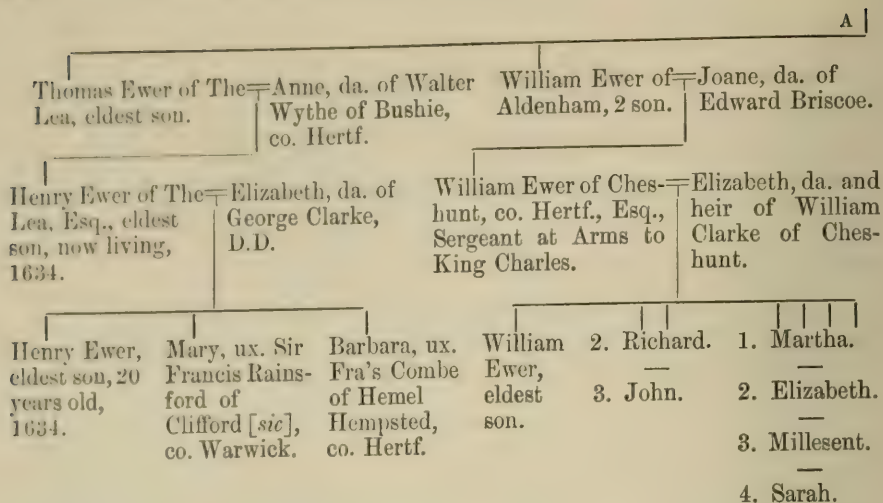 A
Thomas Ewer of The
Lea, eldest son.
Anne, da. of Walter
Wythe of Bushie,
co. Hertf.
William Ewer of
Aldenham, 2 son.
Joane, da. of
Edward Briscoe.
Henry Ewer of The
Lea, Esq., eldest
son, now living,
1634.
Elizabeth, da. of
George Clarke,
D.D.
William Ewer of Ches-
hunt, co. Hertf., Esq.,
Sergeant at Arms to
King Charles.
Elizabeth, da. and
heir of William
Clarke of Ches-
hunt.
Henry Ewer,
eldest son, 20
years old,
1634.
Mary, ux. Sir
Francis Rains-
ford of
Clifford [sic],
co. Warwick.
Barbara, ux.
Fra's Combe
of Hemel
Hempsted,
co. Hertf.
William
Ewer,
eldest
son.
2. Richard.
3. John.
1. Martha.
2. Elizabeth.
3. Millesent.
4. Sarah.